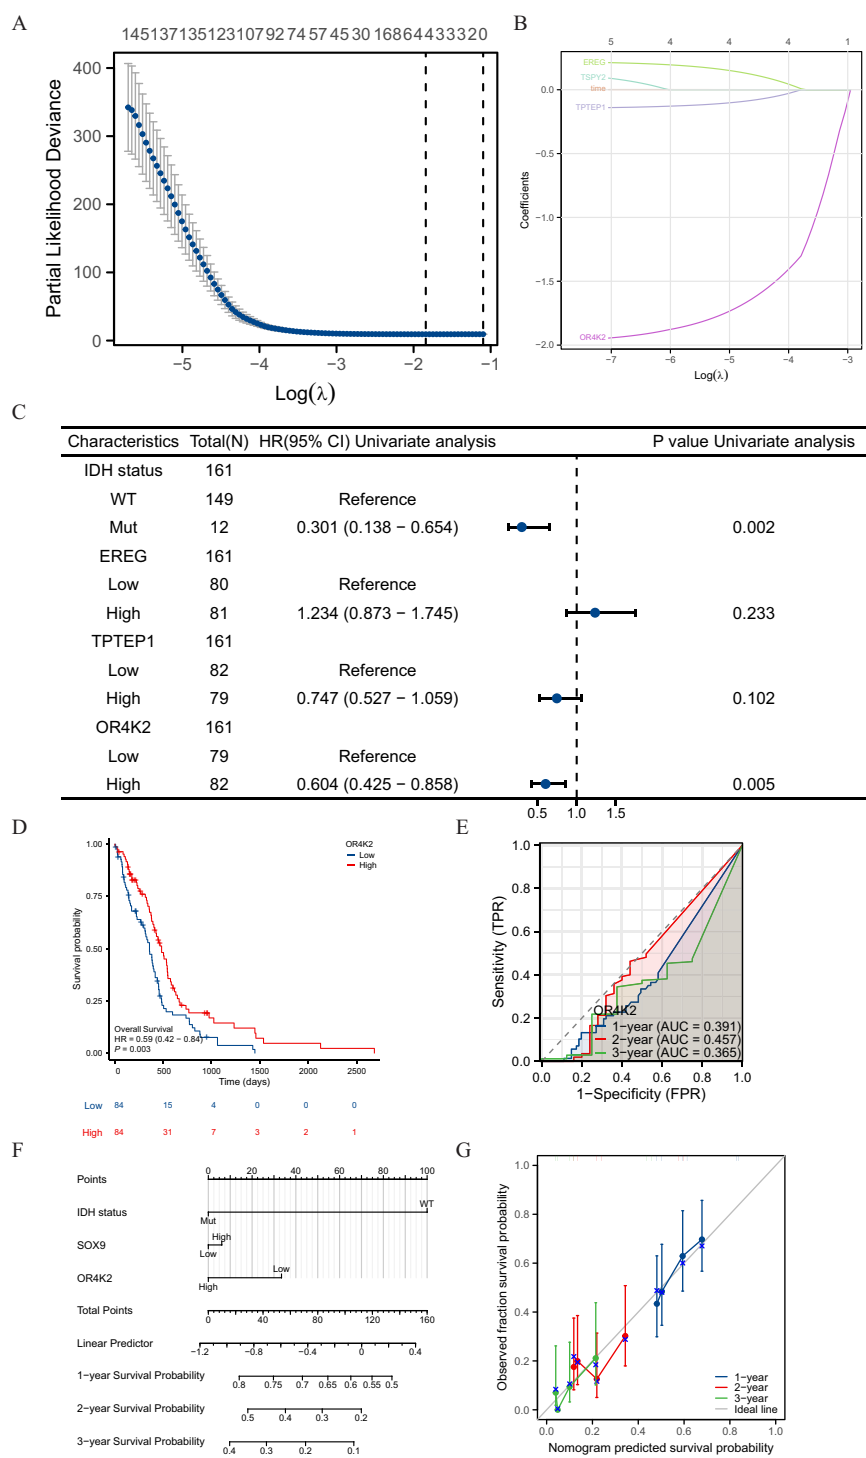 A
1451371351231079274574530168644333 20
Partial Likelihood Deviance
400
300
200
100
0
−5 −4 −3 −2 −1
Log(λ)
B
5 4 4 4 1
EREG
TSPY2
time
TPTEP1
OR4K2
Coefficients
0.0
−0.5
−1.0
−1.5
−2.0
−7 −6 −5 −4 −3
Log(λ)
C
Characteristics Total(N) HR(95% CI) Univariate analysis P value Univariate analysis
IDH status 161
WT 149 Reference
Mut 12 0.301 (0.138 − 0.654) 0.002
EREG 161
Low 80 Reference
High 81 1.234 (0.873 − 1.745) 0.233
TPTEP1 161
Low 82 Reference
High 79 0.747 (0.527 − 1.059) 0.102
OR4K2 161
Low 79 Reference
High 82 0.604 (0.425 − 0.858) 0.005
0.5 1.0 1.5
D
OR4K2
Low
High
Survival probability
1.00
0.75
0.50
0.25
0.00
Overall Survival
HR = 0.59 (0.42 − 0.84)
P = 0.003
0 500 1000 1500 2000 2500
Time (days)
Low 84 15 4 0 0 0
High 84 31 7 3 2 1
E
Sensitivity (TPR)
1.0
0.8
0.6
0.4
0.2
0.0
OR4K2
1−year (AUC = 0.391)
2−year (AUC = 0.457)
3−year (AUC = 0.365)
0.0 0.2 0.4 0.6 0.8 1.0
1−Specificity (FPR)
F
Points 0 20 40 60 80 100
IDH status Mut WT
SOX9 Low High
OR4K2 High Low
Total Points 0 20 40 60 80 100 120 160
Linear Predictor −1.2 −0.8 −0.4 0 0.4
1−year Survival Probability 0.8 0.75 0.7 0.65 0.6 0.55 0.5
2−year Survival Probability 0.5 0.4 0.3 0.2
3−year Survival Probability 0.4 0.3 0.2 0.1
G
Observed fraction survival probability
1.0
0.8
0.6
0.4
0.2
0.0
1−year
2−year
3−year
Ideal line
0.0 0.2 0.4 0.6 0.8 1.0
Nomogram predicted survival probability